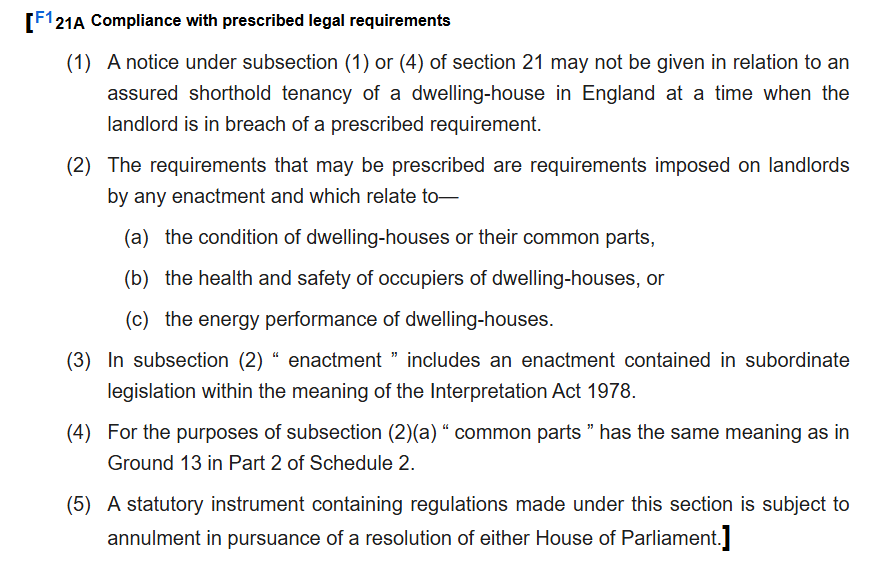 [F1 21A Compliance with prescribed legal requirements
(1) A notice under subsection (1) or (4) of section 21 may not be given in relation to an
assured shorthold tenancy of a dwelling-house in England at a time when the
landlord is in breach of a prescribed requirement.
(2) The requirements that may be prescribed are requirements imposed on landlords
by any enactment and which relate to—
(a) the condition of dwelling-houses or their common parts,
(b) the health and safety of occupiers of dwelling-houses, or
(c) the energy performance of dwelling-houses.
(3) In subsection (2) “ enactment ” includes an enactment contained in subordinate
legislation within the meaning of the Interpretation Act 1978.
(4) For the purposes of subsection (2)(a) “ common parts ” has the same meaning as in
Ground 13 in Part 2 of Schedule 2.
(5) A statutory instrument containing regulations made under this section is subject to
annulment in pursuance of a resolution of either House of Parliament.]